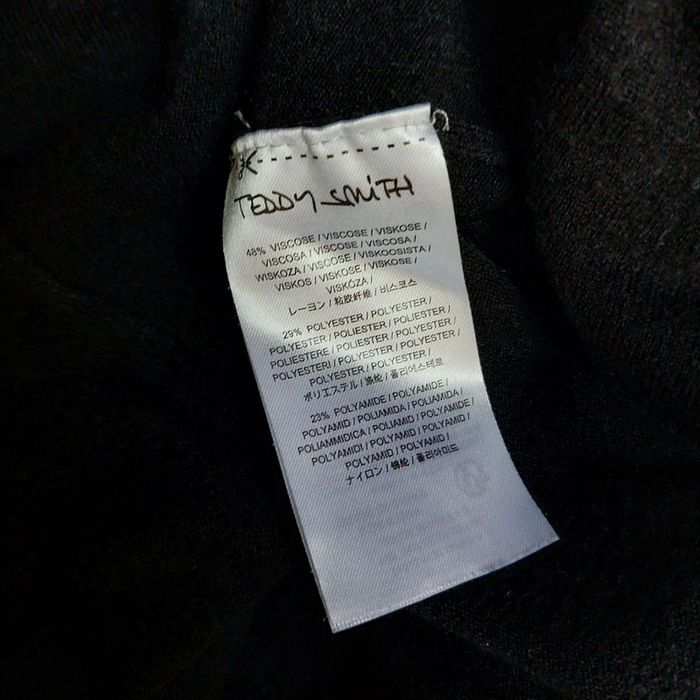 TEDDY SMITH
48% VISCOSE / VISCOSE / VISKOSE /
VISCOSA / VISCOSE / VISCOSA /
WISKOZA / VISCOSE / VISKOOSISTA /
VISKOS / VISKOSE / VISKOSE /
VISKÓZA /
レーヨン / 粘胶纤维 / 비스코스
29% POLYESTER / POLYESTER /
POLYESTER / POLIESTER / POLIESTER /
POLIESTERE / POLIESTER / POLYESTER /
POLYESTERI / POLYESTER / POLYESTER /
POLYESTER / POLYESTER /
ポリエステル / 涤纶 / 폴리에스테르
23% POLYAMIDE / POLYAMIDE /
POLYAMID / POLIAMIDA / POLIAMIDA /
POLIAMMIDICA / POLIAMID / POLYAMIDE /
POLYAMIDI / POLYAMID / POLYAMID /
POLYAMID / POLYAMID /
ナイロン / 锦纶 / 폴리아미드